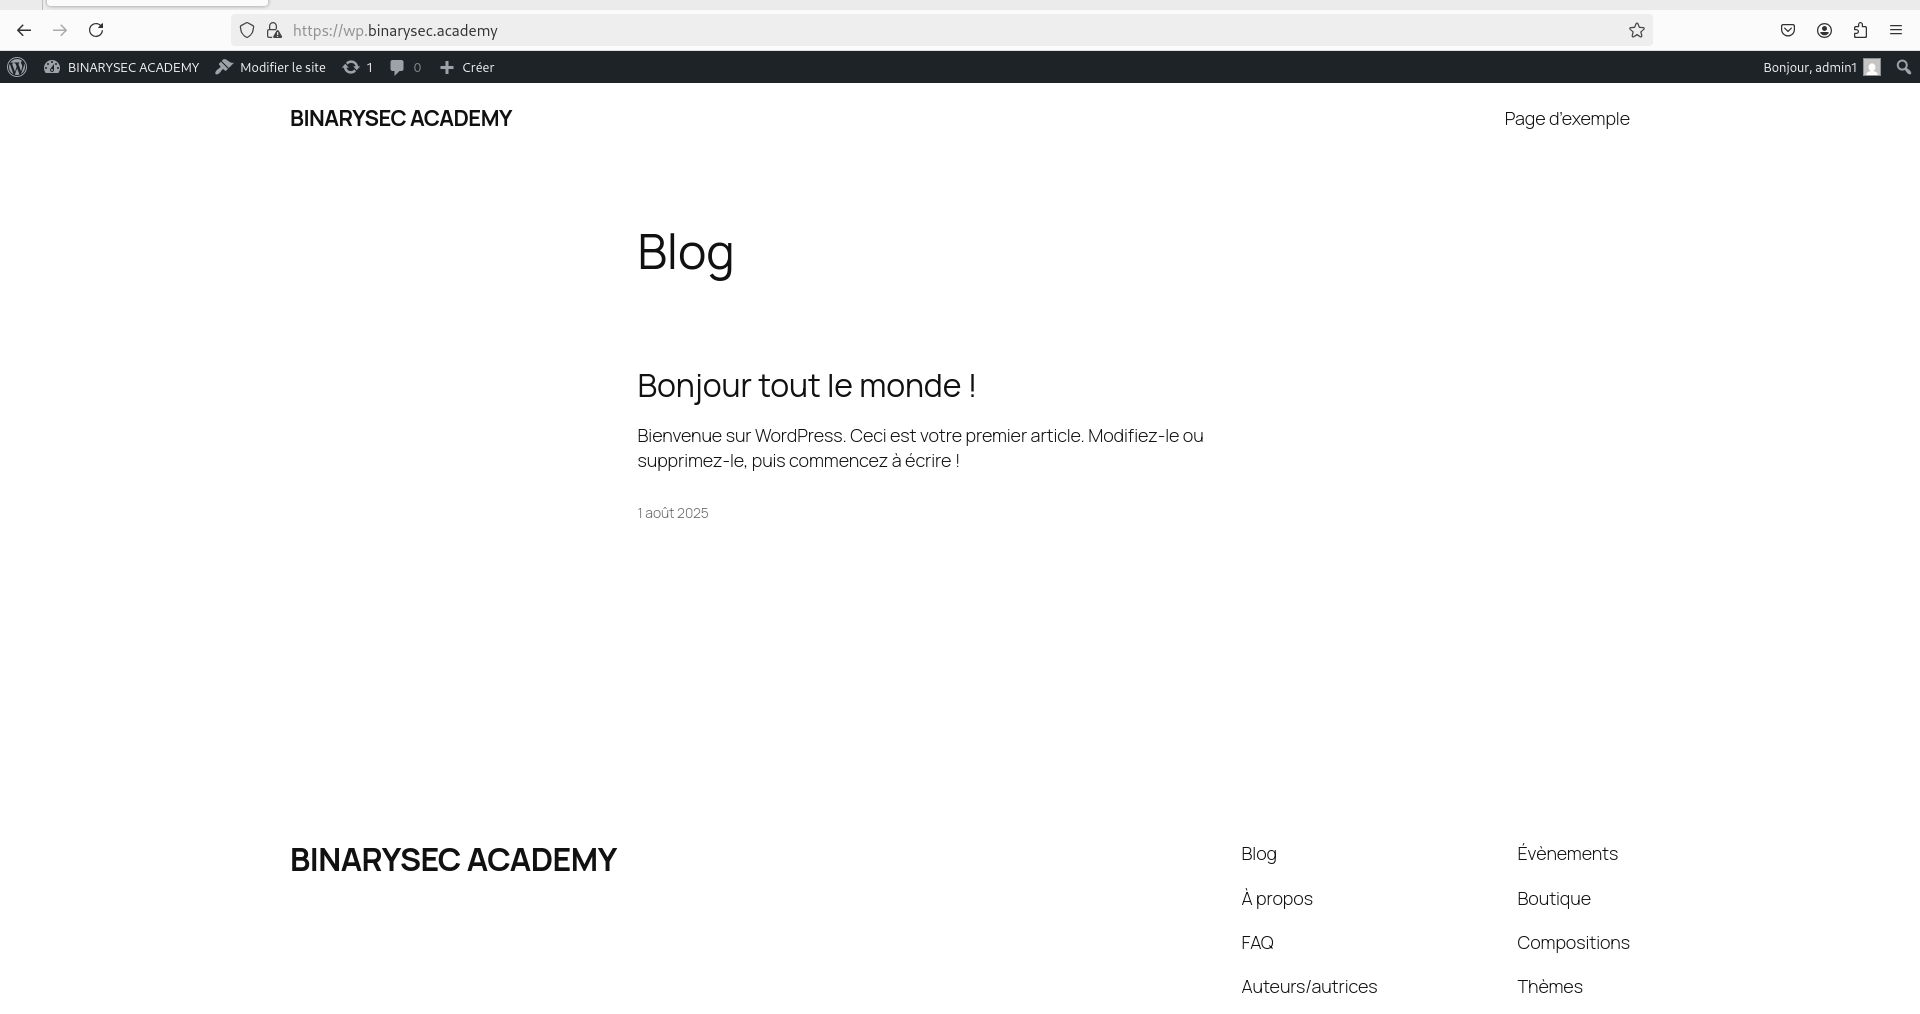 https://wp.binarysec.academy
BINARYSEC ACADEMY Modifier le site 1 0 Créer Bonjour, admin1
BINARYSEC ACADEMY Page d’exemple
Blog
Bonjour tout le monde !
Bienvenue sur WordPress. Ceci est votre premier article. Modifiez-le ou
supprimez-le, puis commencez à écrire !
1 août 2025
BINARYSEC ACADEMY
Blog
À propos
FAQ
Auteurs/autrices
Évènements
Boutique
Compositions
Thèmes